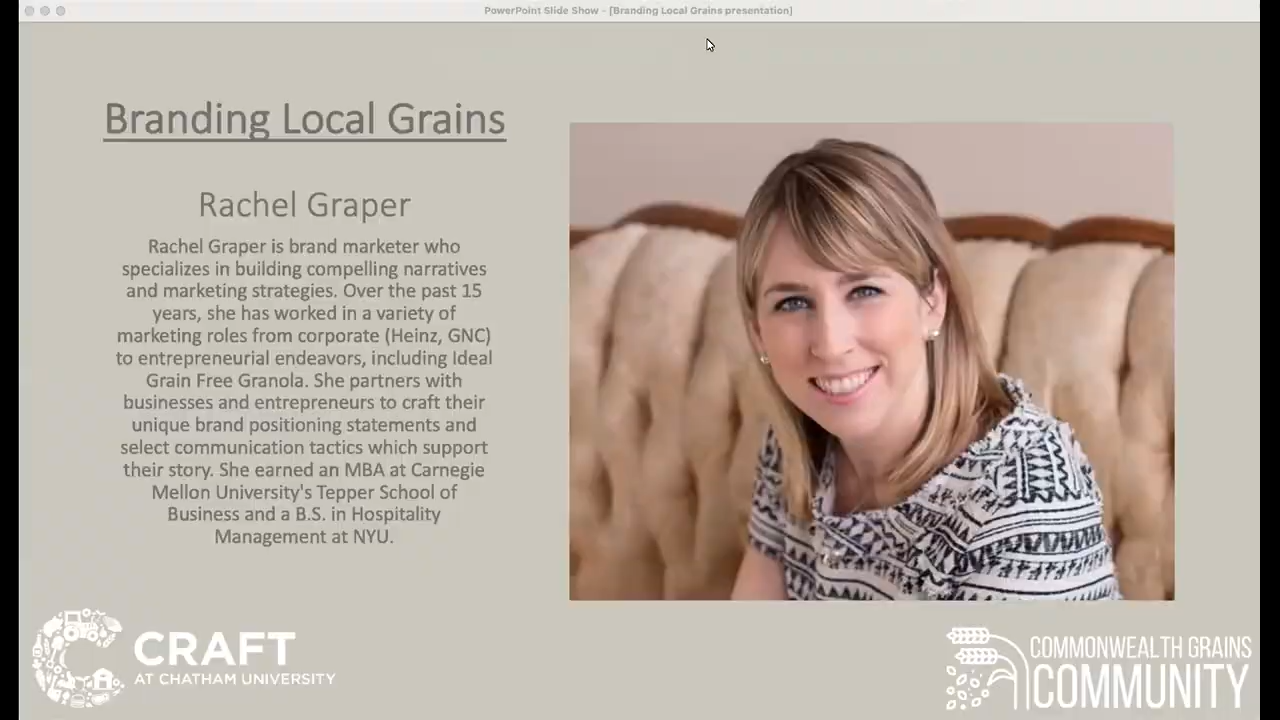 PowerPoint Slide Show - [Branding Local Grains presentation]
Branding Local Grains
Rachel Graper
Rachel Graper is brand marketer who
specializes in building compelling narratives
and marketing strategies. Over the past 15
years, she has worked in a variety of
marketing roles from corporate (Heinz, GNC)
to entrepreneurial endeavors, including Ideal
Grain Free Granola. She partners with
businesses and entrepreneurs to craft their
unique brand positioning statements and
select communication tactics which support
their story. She earned an MBA at Carnegie
Mellon University's Tepper School of
Business and a B.S. in Hospitality
Management at NYU.
CRAFT
AT CHATHAM UNIVERSITY
COMMONWEALTH GRAINS
COMMUNITY